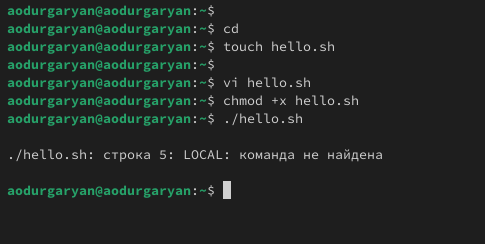 aodurgaryan@aodurgaryan:~$
aodurgaryan@aodurgaryan:~$ cd
aodurgaryan@aodurgaryan:~$ touch hello.sh
aodurgaryan@aodurgaryan:~$
aodurgaryan@aodurgaryan:~$ vi hello.sh
aodurgaryan@aodurgaryan:~$ chmod +x hello.sh
aodurgaryan@aodurgaryan:~$ ./hello.sh
./hello.sh: строка 5: LOCAL: команда не найдена
aodurgaryan@aodurgaryan:~$